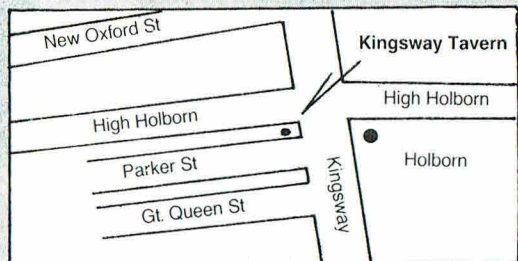 New Oxford St
Kingsway Tavern
High Holborn
High Holborn
Parker St
Kingsway
Holborn
Gt. Queen St